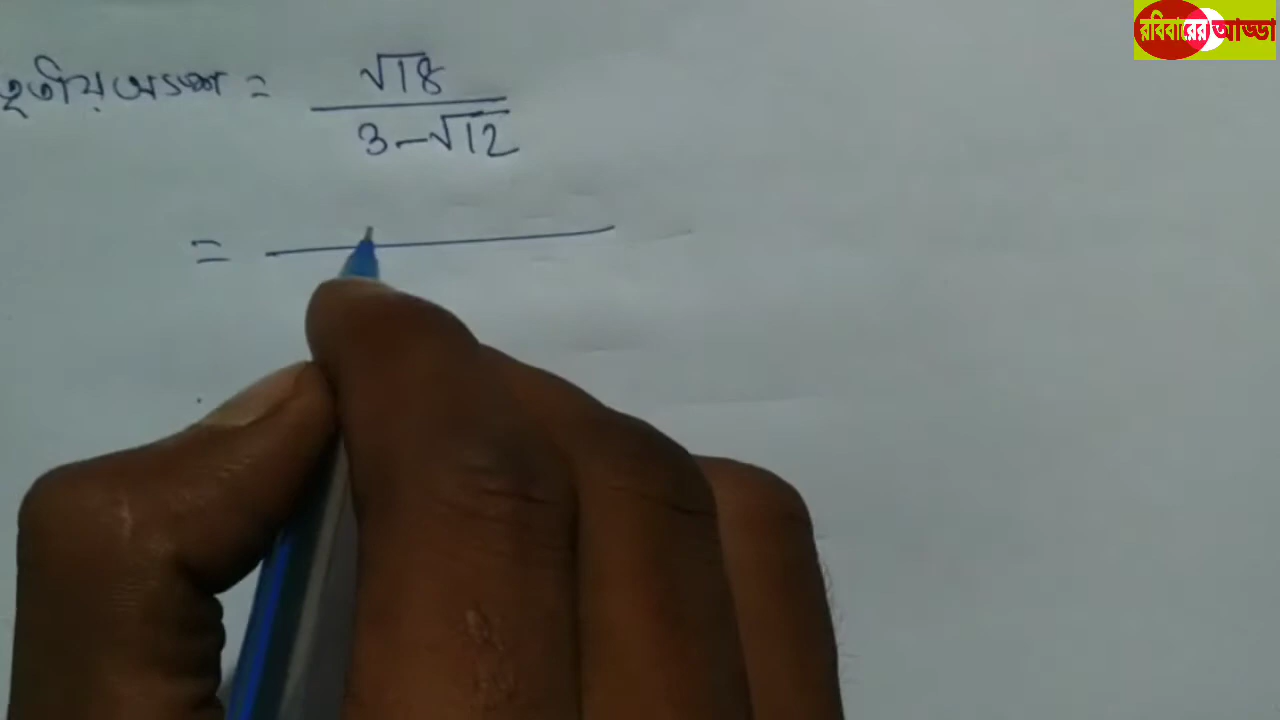 রবিবারের আড্ডা
তৃতীয় অংশ = √18 / 3-√12
=